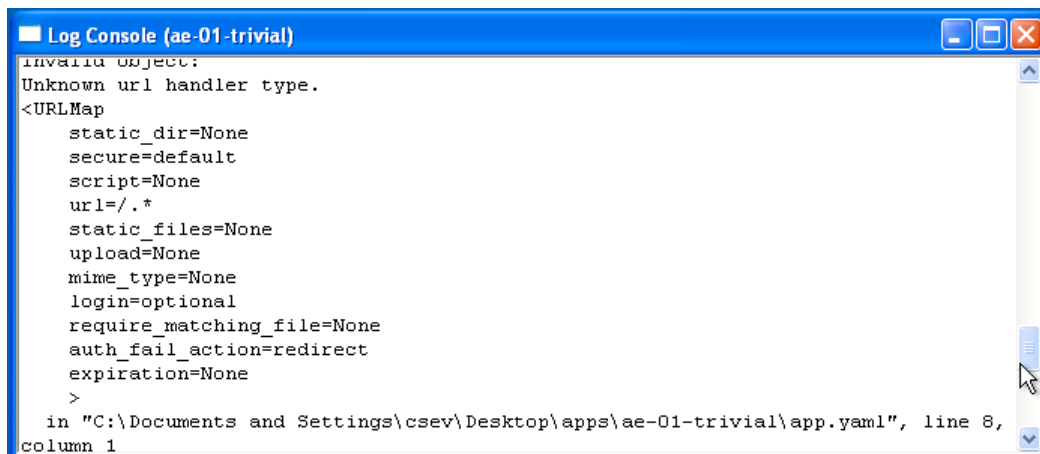 Log Console (ae-01-trivial)
Invalid object:
Unknown url handler type.
<URLMap
static_dir=None
secure=default
script=None
url=/.*
static_files=None
upload=None
mime_type=None
login=optional
require_matching_file=None
auth_fail_action=redirect
expiration=None
>
in "C:\Documents and Settings\csev\Desktop\apps\ae-01-trivial\app.yaml", line 8,
column 1